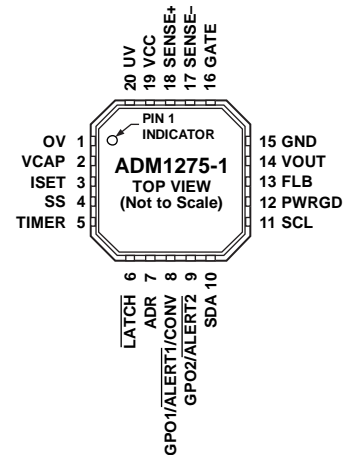 20 UV
19 VCC
18 SENSE+
17 SENSE–
16 GATE
PIN 1
INDICATOR
OV 1
VCAP 2
ISET 3
SS 4
TIMER 5
ADM1275-1
TOP VIEW
(Not to Scale)
15 GND
14 VOUT
13 FLB
12 PWRGD
11 SCL
LATCH 6
ADR 7
GPO1/ALERT1/CONV 8
GPO2/ALERT2 9
SDA 10